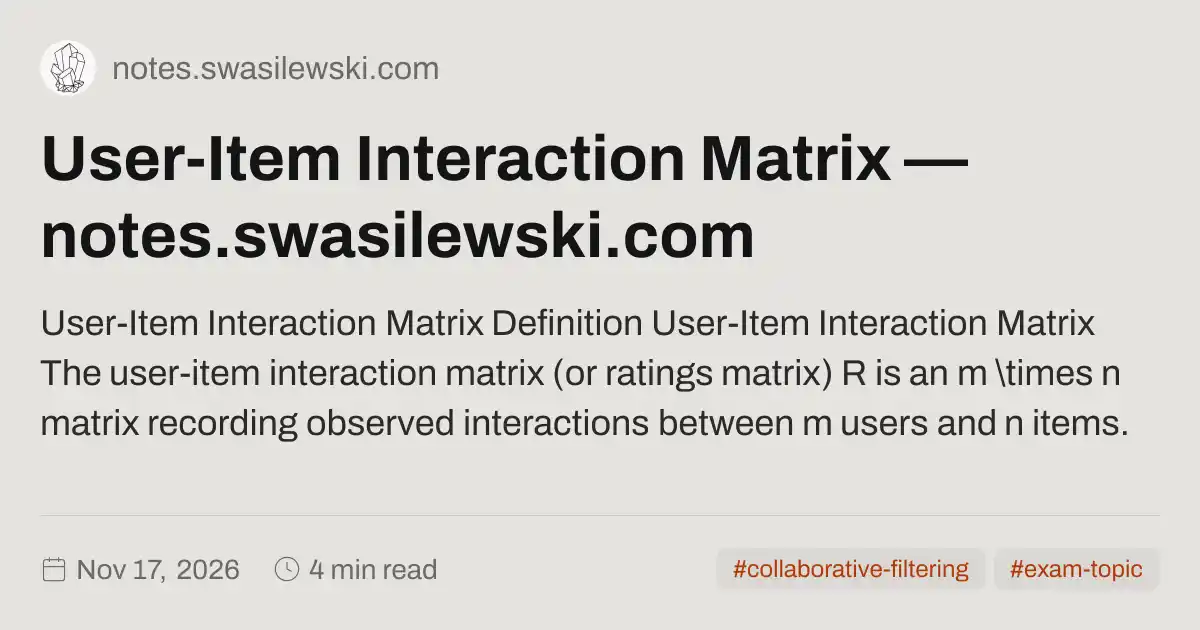 notes.swasilewski.com
User-Item Interaction Matrix —
notes.swasilewski.com
User-Item Interaction Matrix Definition User-Item Interaction Matrix
The user-item interaction matrix (or ratings matrix) R is an m \times n
matrix recording observed interactions between m users and n items.
Nov 17, 2026 4 min read #collaborative-filtering #exam-topic